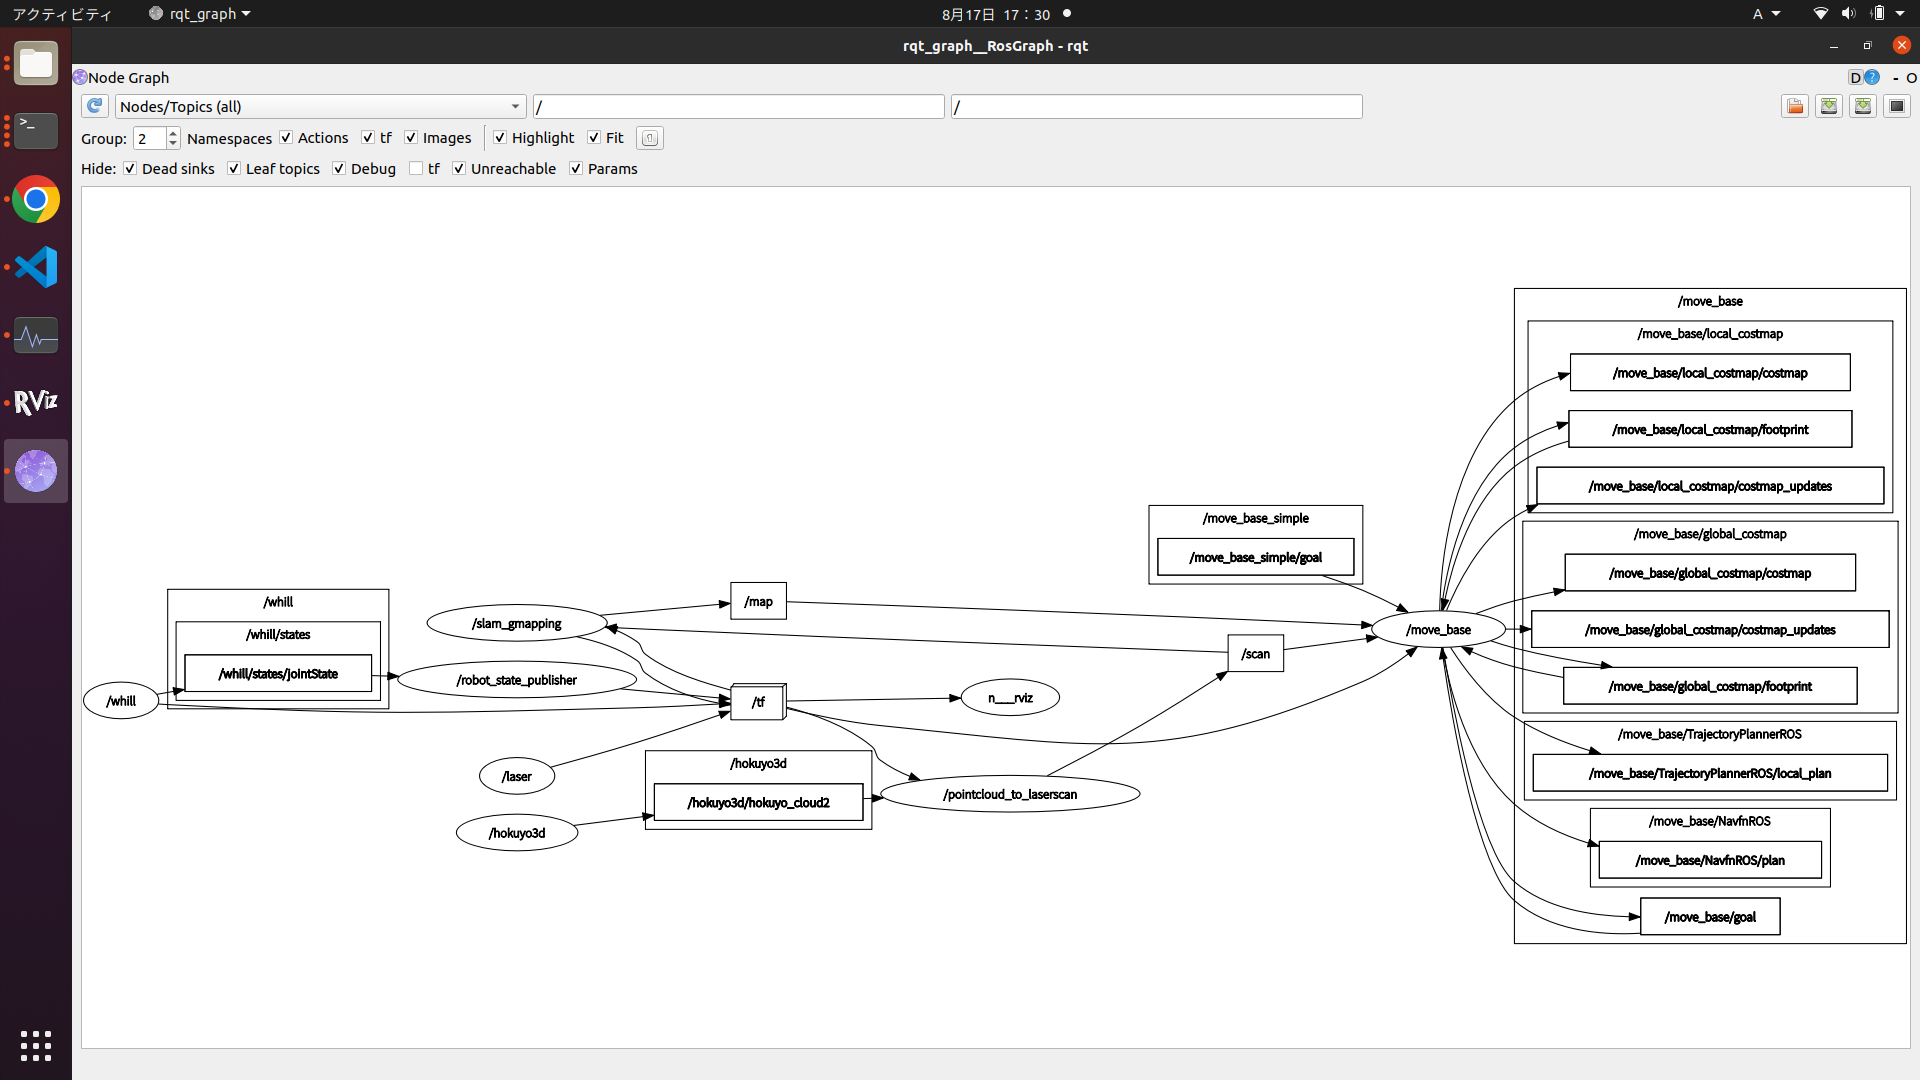 アクティビティ
rqt_graph
8月17日 17：30
A
rqt_graph__RosGraph - rqt
Node Graph
D
?
- O
Nodes/Topics (all)
/
/
Group:
2
Namespaces
Actions
tf
Images
Highlight
Fit
Hide:
Dead sinks
Leaf topics
Debug
tf
Unreachable
Params
>_
RViz
/move_base
/move_base/local_costmap
/move_base/local_costmap/costmap
/move_base/local_costmap/footprint
/move_base/local_costmap/costmap_updates
/move_base_simple
/move_base_simple/goal
/move_base/global_costmap
/move_base/global_costmap/costmap
/move_base/global_costmap/costmap_updates
/move_base/global_costmap/footprint
/whill
/whill/states
/whill/states/jointState
/whill
/slam_gmapping
/robot_state_publisher
/map
/tf
n___rviz
/scan
/move_base
/laser
/hokuyo3d
/hokuyo3d/hokuyo_cloud2
/hokuyo3d
/pointcloud_to_laserscan
/move_base/TrajectoryPlannerROS
/move_base/TrajectoryPlannerROS/local_plan
/move_base/NavfnROS
/move_base/NavfnROS/plan
/move_base/goal